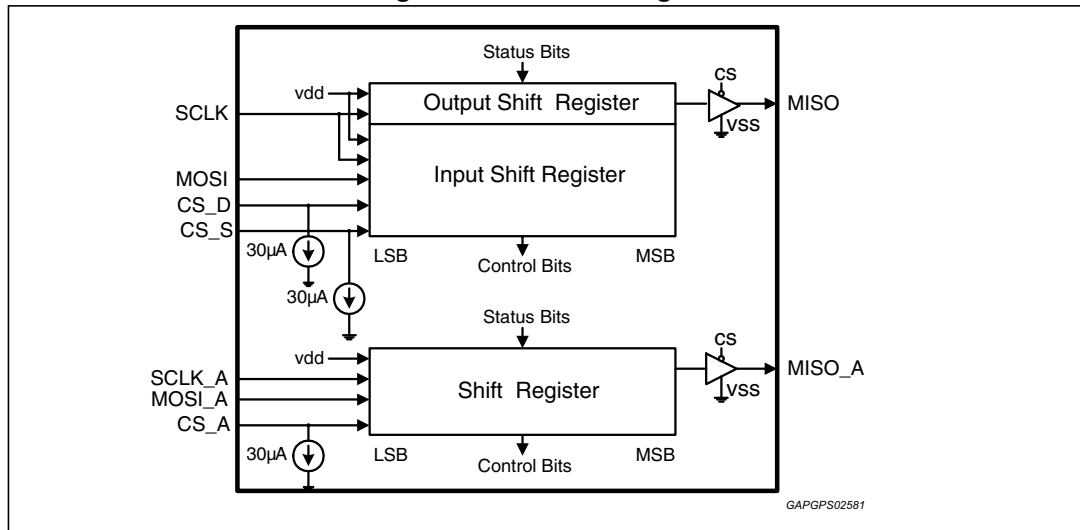 Status Bits
CS
vdd
Output Shift Register
MISO
SCLK
VSS
Input Shift Register
MOSI
CS_D
CS_S
30µA
LSB
MSB
Control Bits
30µA
Status Bits
CS
vdd
MISO_A
SCLK_A
Shift Register
VSS
MOSI_A
CS_A
30µA
LSB
MSB
Control Bits
GAPGPS02581